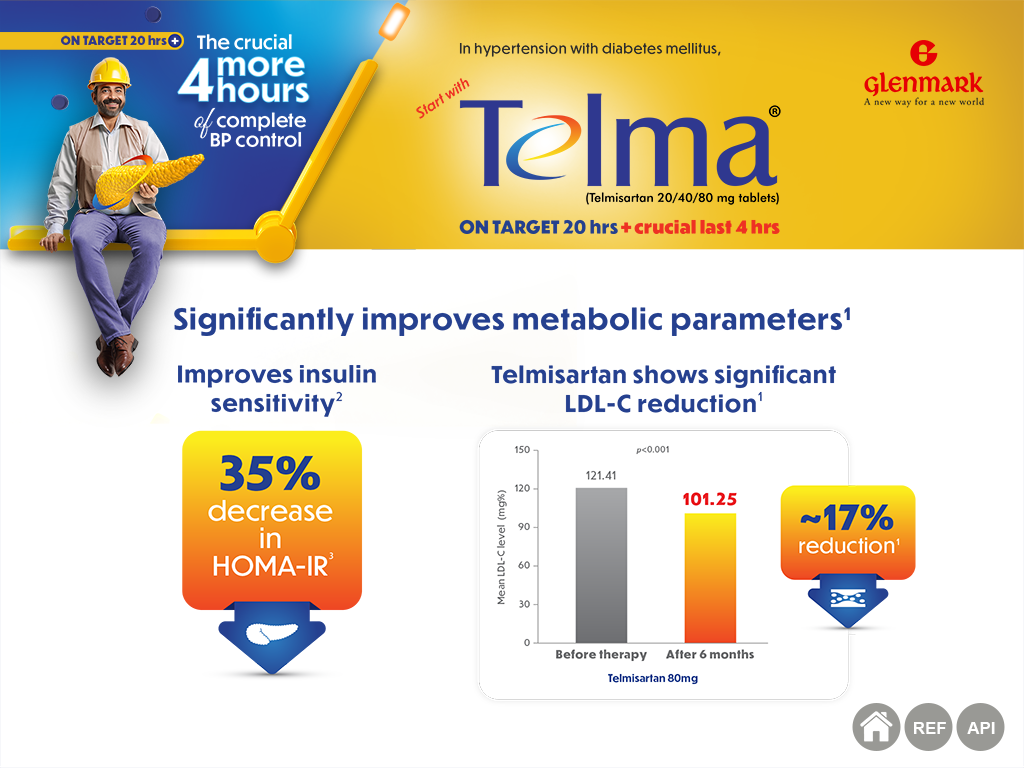 ON TARGET 20 hrs +
The crucial
4 more
hours
of complete
BP control
In hypertension with diabetes mellitus,
Start with
Telma®
(Telmisartan 20/40/80 mg tablets)
ON TARGET 20 hrs + crucial last 4 hrs
glenmark
A new way for a new world
Significantly improves metabolic parameters¹
Improves insulin
sensitivity²
35%
decrease
in
HOMA-IR³
Telmisartan shows significant
LDL-C reduction¹
p<0.001
Mean LDL-C level (mg%)
150
120
90
60
30
0
121.41
101.25
Before therapy
After 6 months
Telmisartan 80mg
~17%
reduction¹
REF
API